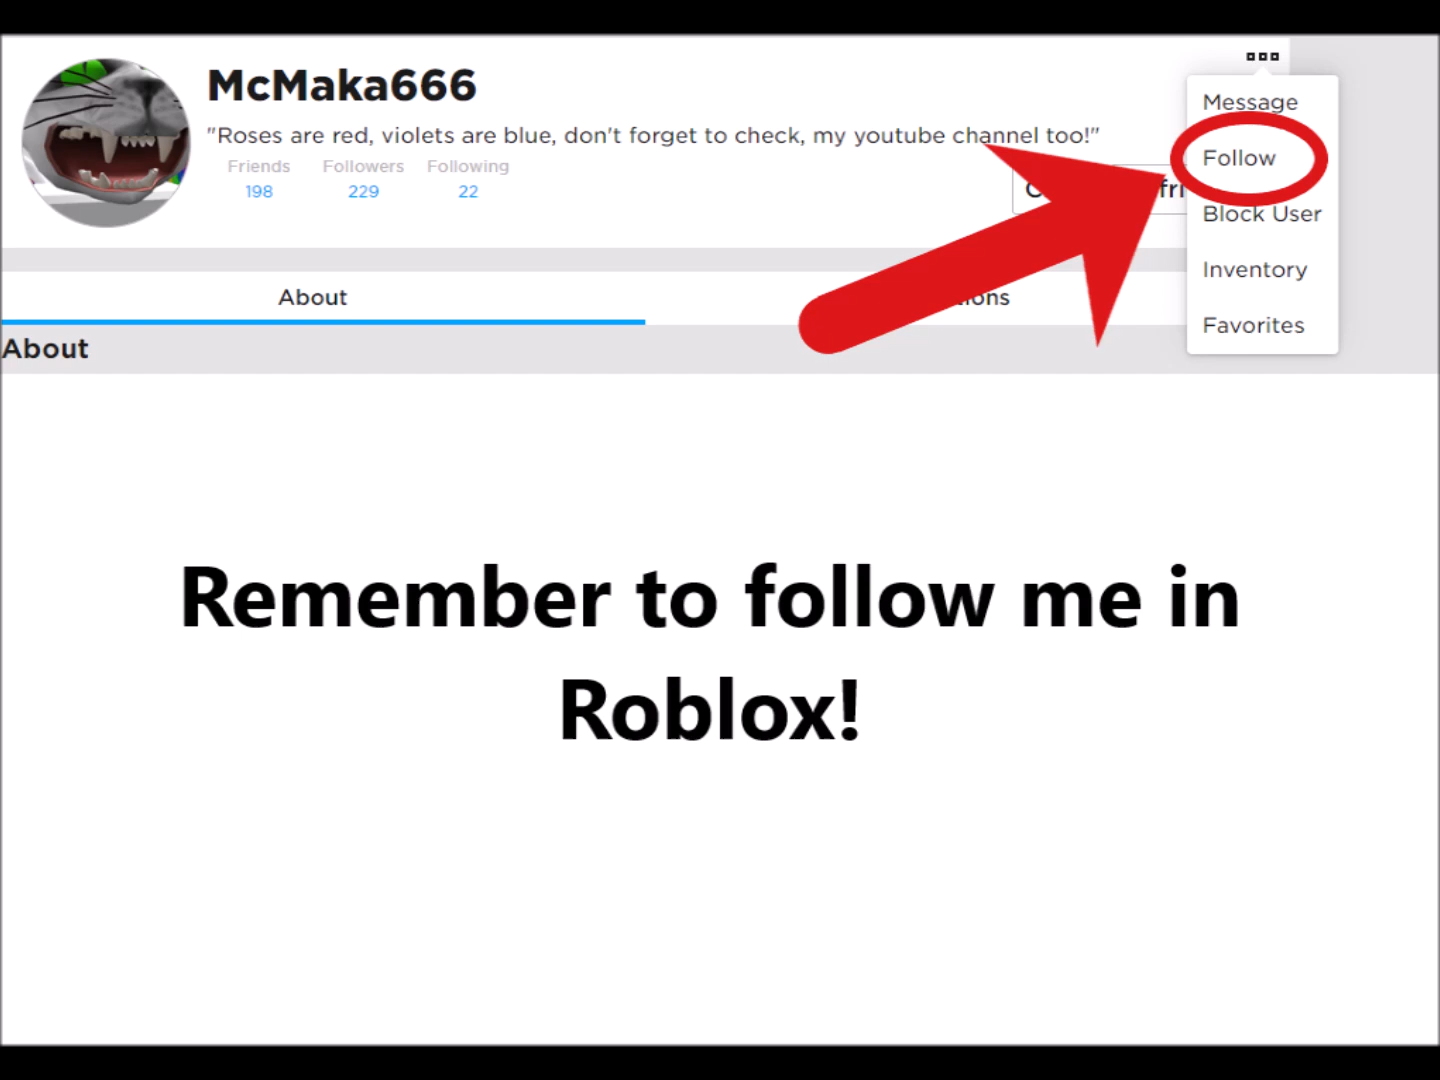 McMaka666
"Roses are red, violets are blue, don't forget to check, my youtube channel too!"
Friends Followers Following
198 229 22
Message
Follow
Block User
Inventory
Favorites
About
About
Remember to follow me in
Roblox!